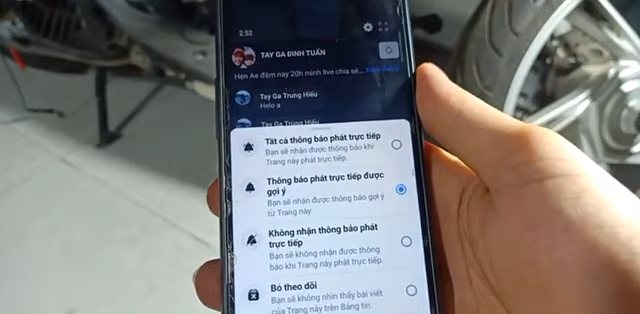 2:52
TAY GA ĐÌNH TUẤN
Hẹn Ae đêm nay 20h mình live chia sẻ... Xem thêm
Tay Ga Trung Hiếu
Helo a
Tay Ga Trung Hiếu
Tất cả thông báo phát trực tiếp
Bạn sẽ nhận được thông báo khi
Trang này phát trực tiếp.
Thông báo phát trực tiếp được
gợi ý
Bạn sẽ nhận được thông báo gợi ý
từ Trang này
Không nhận thông báo phát
trực tiếp
Bạn sẽ không nhận được thông
báo khi Trang này phát trực tiếp.
Bỏ theo dõi
Bạn sẽ không nhìn thấy bài viết
của Trang này trên Bảng tin.